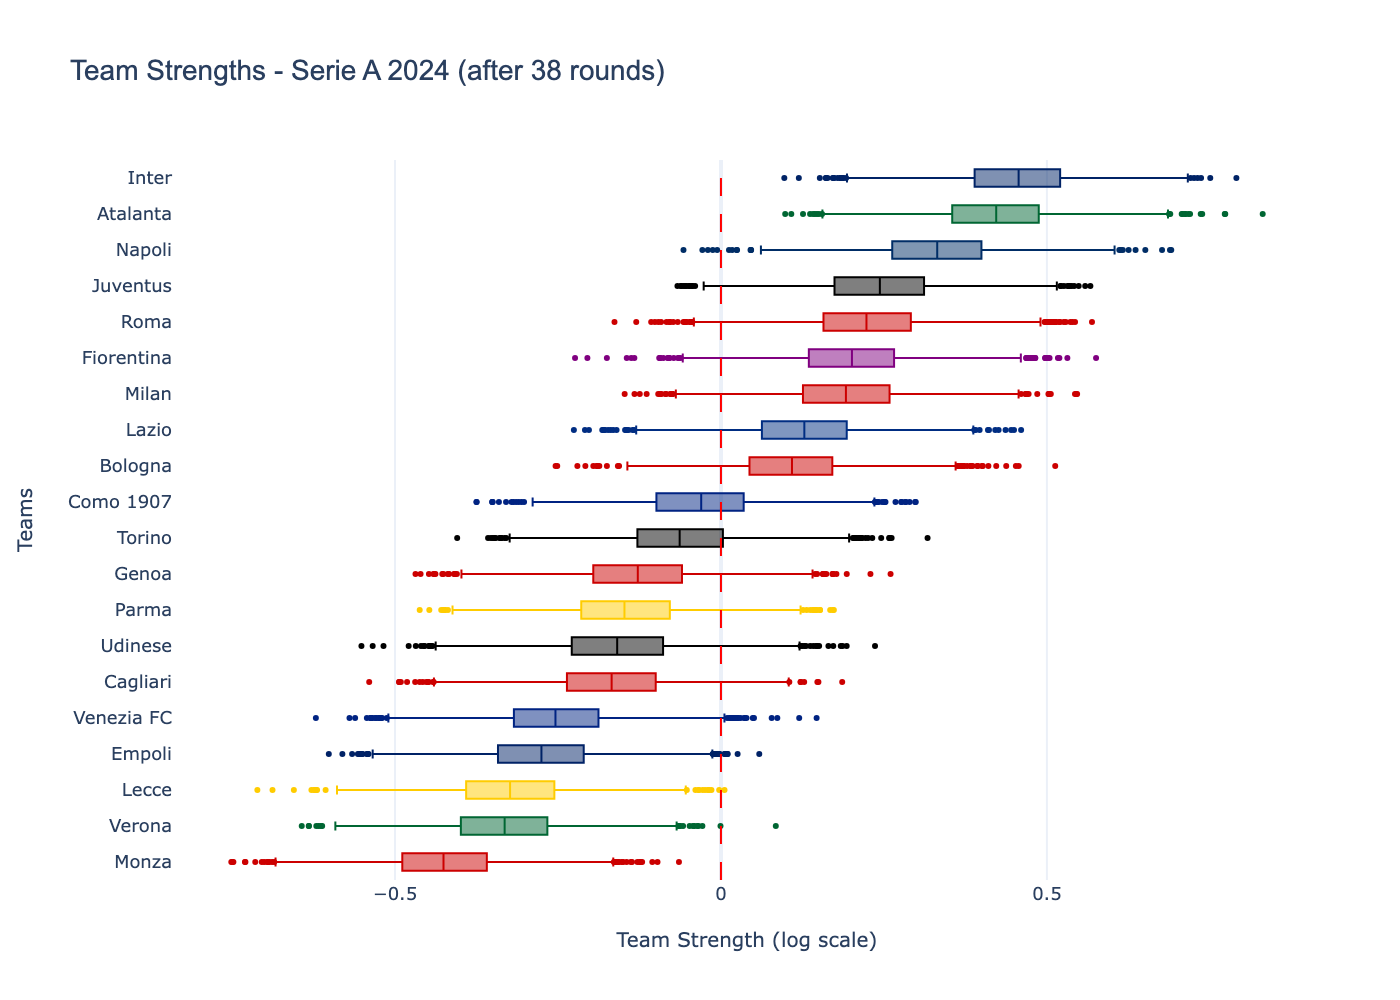 Team Strengths - Serie A 2024 (after 38 rounds)
Inter
Atalanta
Napoli
Juventus
Roma
Fiorentina
Milan
Lazio
Bologna
Como 1907
Torino
Genoa
Parma
Udinese
Cagliari
Venezia FC
Empoli
Lecce
Verona
Monza
Teams
−0.5
0
0.5
Team Strength (log scale)